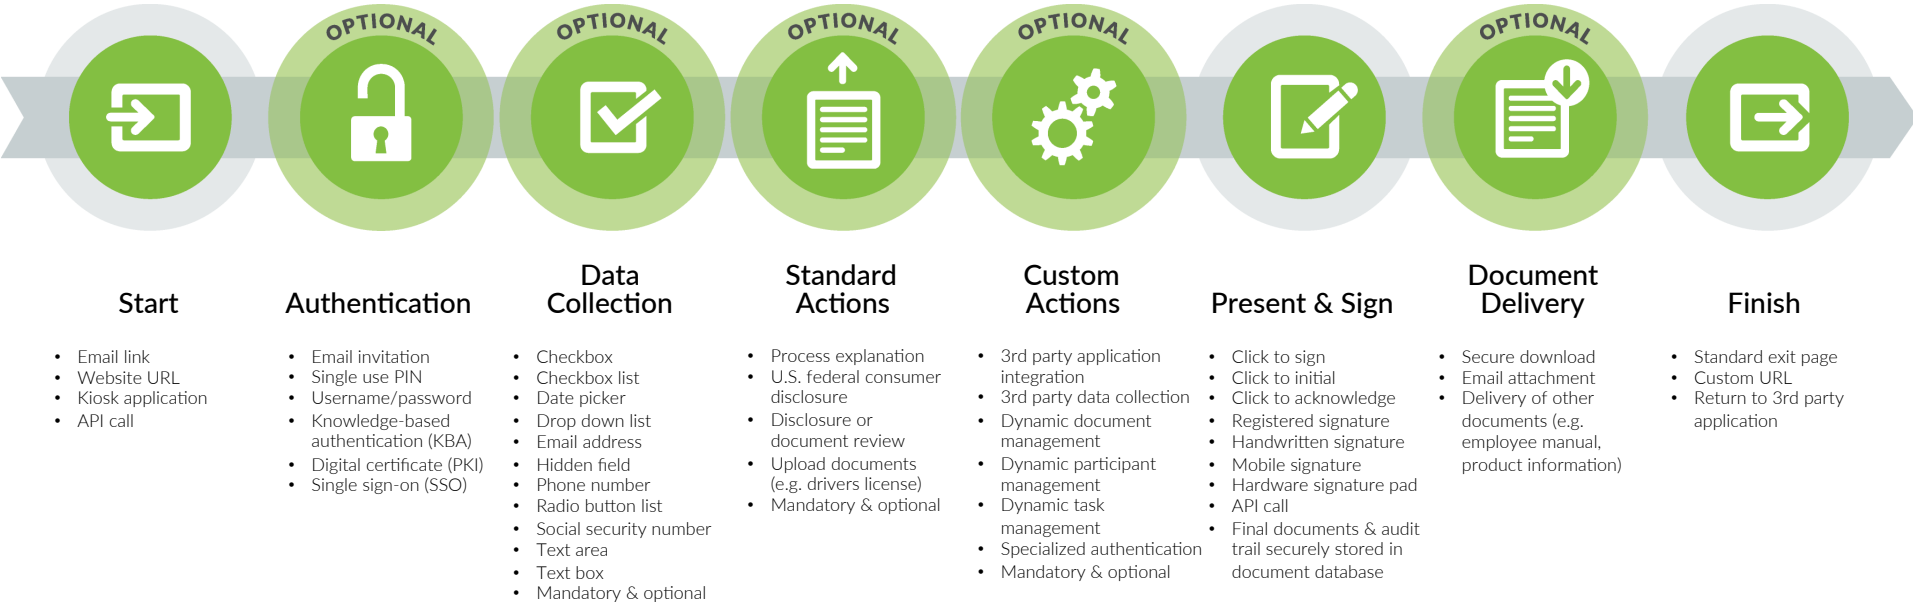 OPTIONAL
OPTIONAL
OPTIONAL
OPTIONAL
OPTIONAL
Start
• Email link
• Website URL
• Kiosk application
• API call
Authentication
• Email invitation
• Single use PIN
• Username/password
• Knowledge-based
authentication (KBA)
• Digital certificate (PKI)
• Single sign-on (SSO)
Data
Collection
• Checkbox
• Checkbox list
• Date picker
• Drop down list
• Email address
• Hidden field
• Phone number
• Radio button list
• Social security number
• Text area
• Text box
• Mandatory & optional
Standard
Actions
• Process explanation
• U.S. federal consumer
disclosure
• Disclosure or
document review
• Upload documents
(e.g. drivers license)
• Mandatory & optional
Custom
Actions
• 3rd party application
integration
• 3rd party data collection
• Dynamic document
management
• Dynamic participant
management
• Dynamic task
management
• Specialized authentication
• Mandatory & optional
Present & Sign
• Click to sign
• Click to initial
• Click to acknowledge
• Registered signature
• Handwritten signature
• Mobile signature
• Hardware signature pad
• API call
• Final documents & audit
trail securely stored in
document database
Document
Delivery
• Secure download
• Email attachment
• Delivery of other
documents (e.g.
employee manual,
product information)
Finish
• Standard exit page
• Custom URL
• Return to 3rd party
application